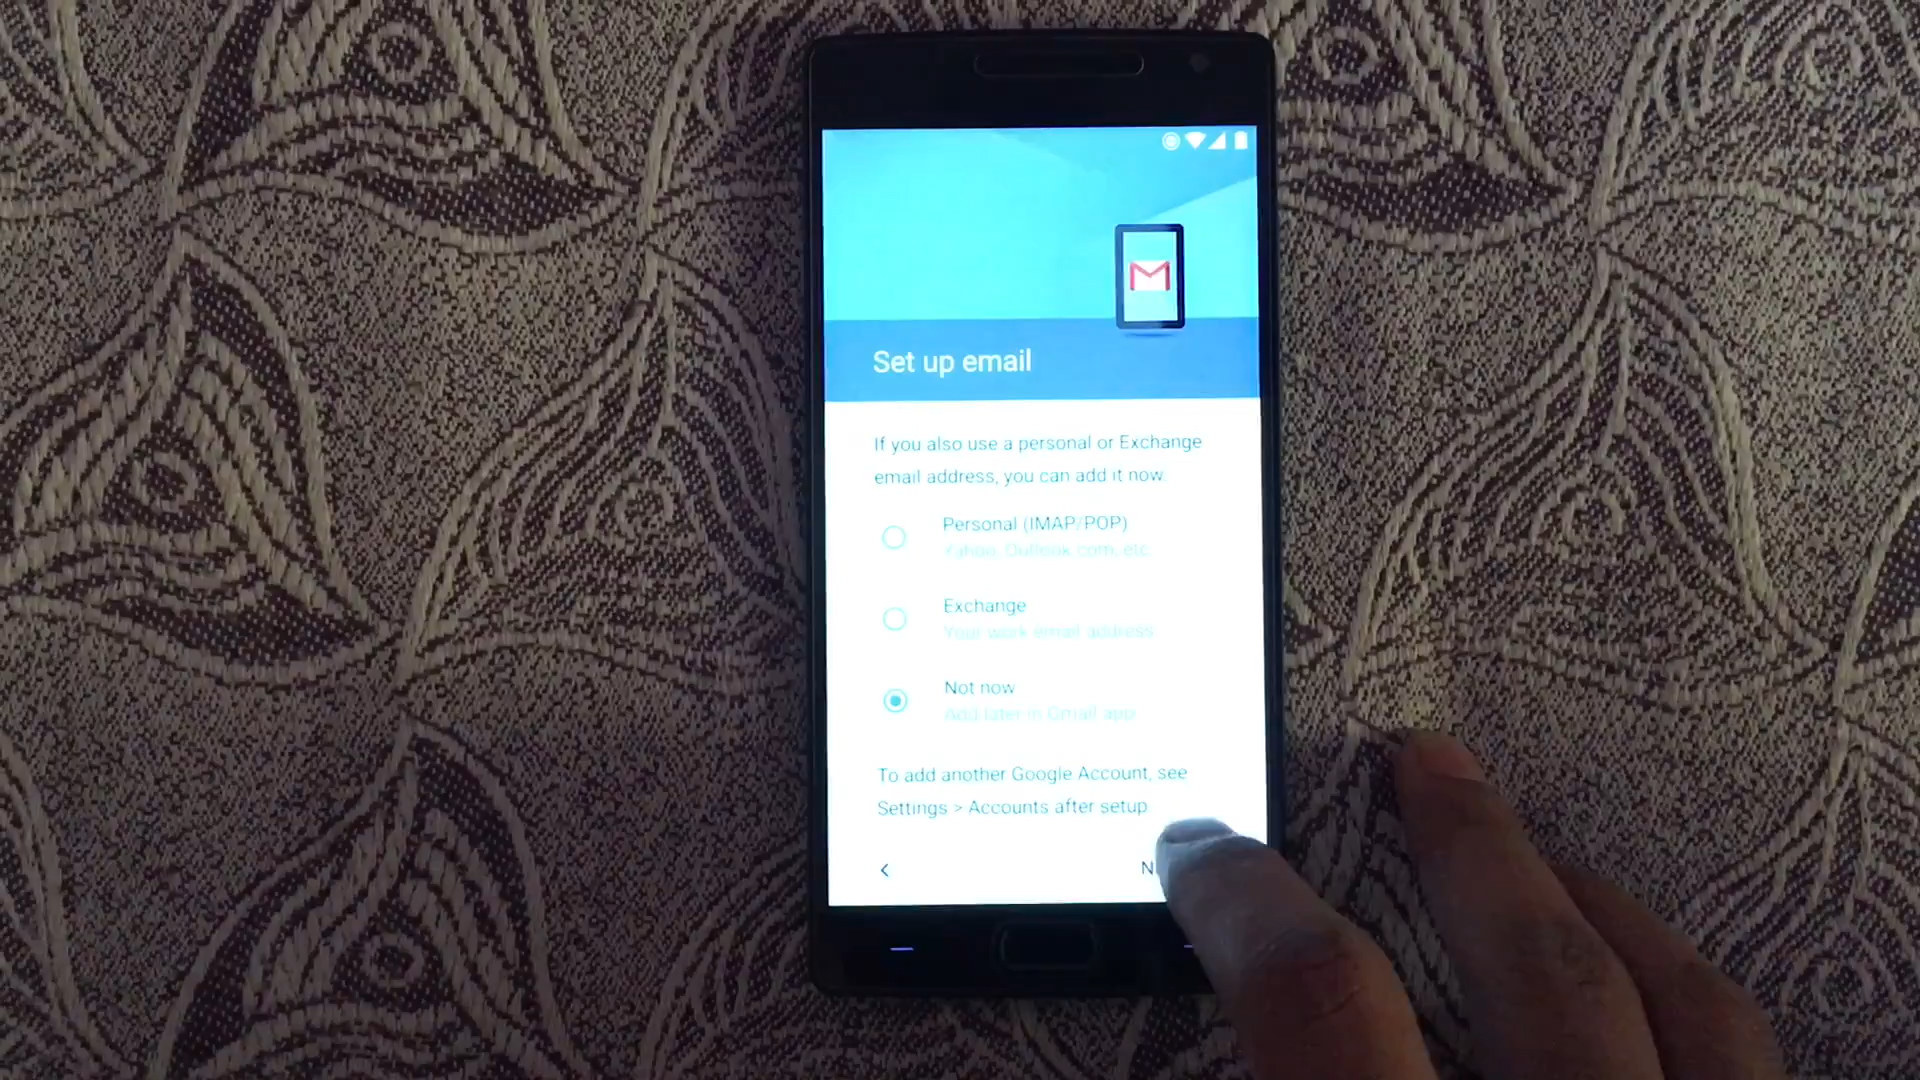 Set up email
If you also use a personal or Exchange
email address, you can add it now.
Personal (IMAP/POP)
Yahoo, Outlook.com, etc.
Exchange
Your work email address
Not now
Add later in Gmail app
To add another Google Account, see
Settings > Accounts after setup